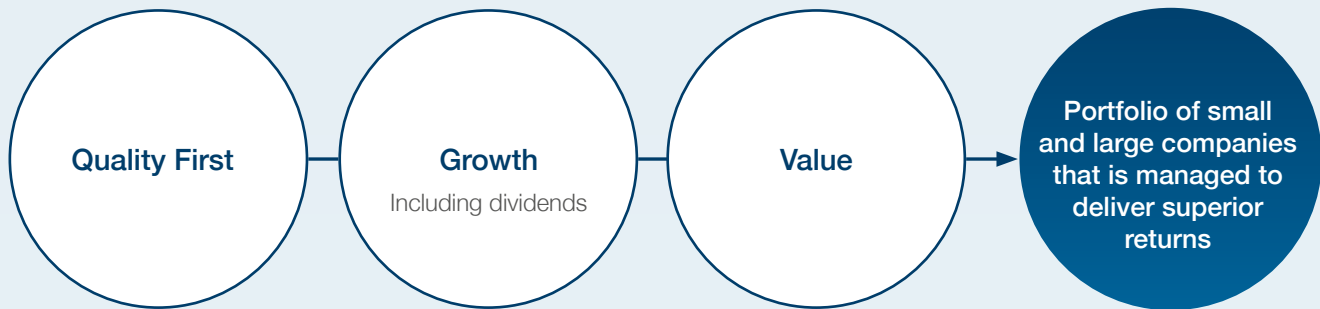 Quality First
Growth
Including dividends
Value
Portfolio of small
and large companies
that is managed to
deliver superior
returns